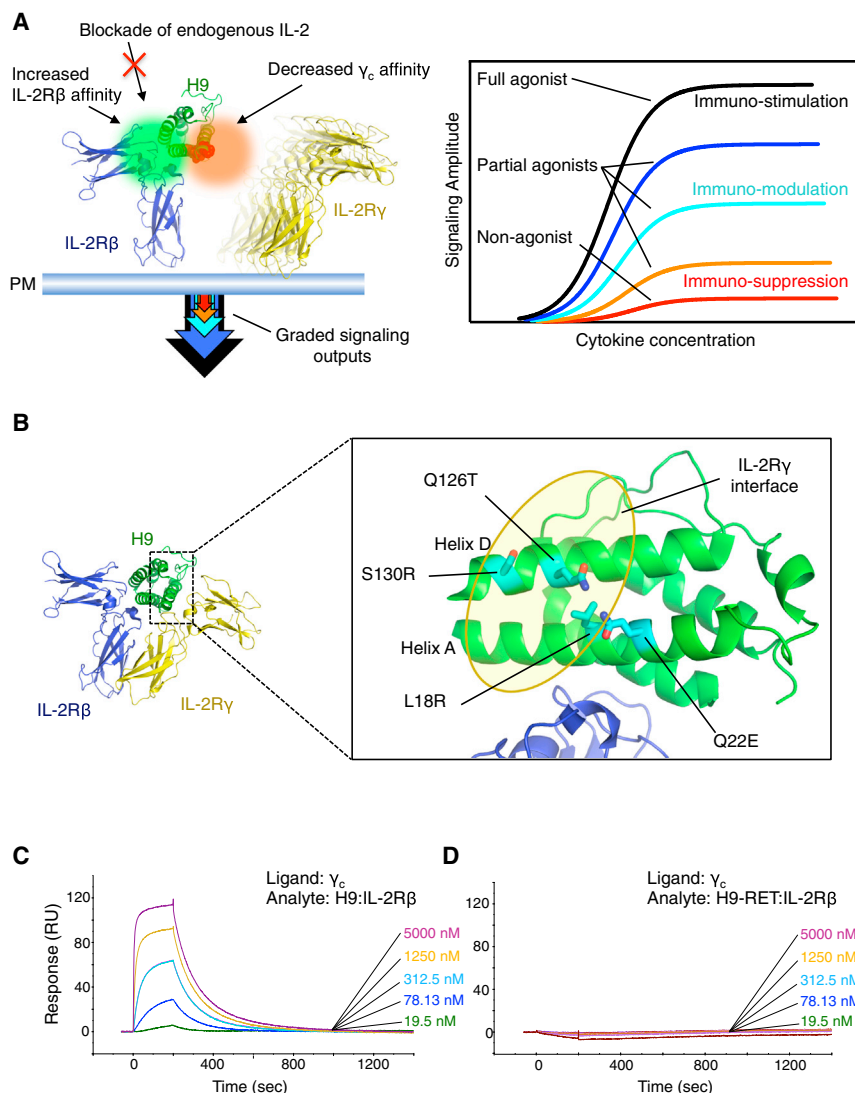 A
Blockade of endogenous IL-2
Increased
IL-2Rβ affinity
H9
Decreased γc affinity
IL-2Rβ
IL-2Rγ
PM
Graded signaling
outputs
Signaling Amplitude
Full agonist
Immuno-stimulation
Partial agonists
Immuno-modulation
Non-agonist
Immuno-suppression
Cytokine concentration
B
H9
IL-2Rβ
IL-2Rγ
Q126T
IL-2Rγ
interface
Helix D
S130R
Helix A
L18R
Q22E
C
Ligand: γc
Analyte: H9:IL-2Rβ
Response (RU)
120
80
40
0
5000 nM
1250 nM
312.5 nM
78.13 nM
19.5 nM
0
400
800
1200
Time (sec)
D
Ligand: γc
Analyte: H9-RET:IL-2Rβ
120
80
40
0
5000 nM
1250 nM
312.5 nM
78.13 nM
19.5 nM
0
400
800
1200
Time (sec)